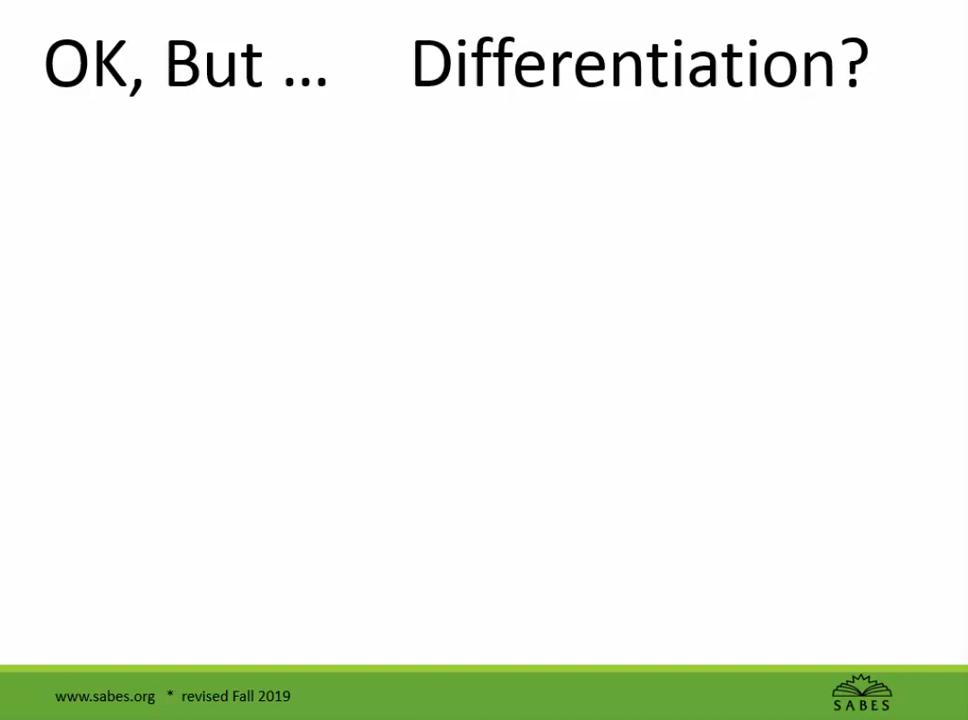 OK, But … Differentiation?
www.sabes.org * revised Fall 2019
SABES